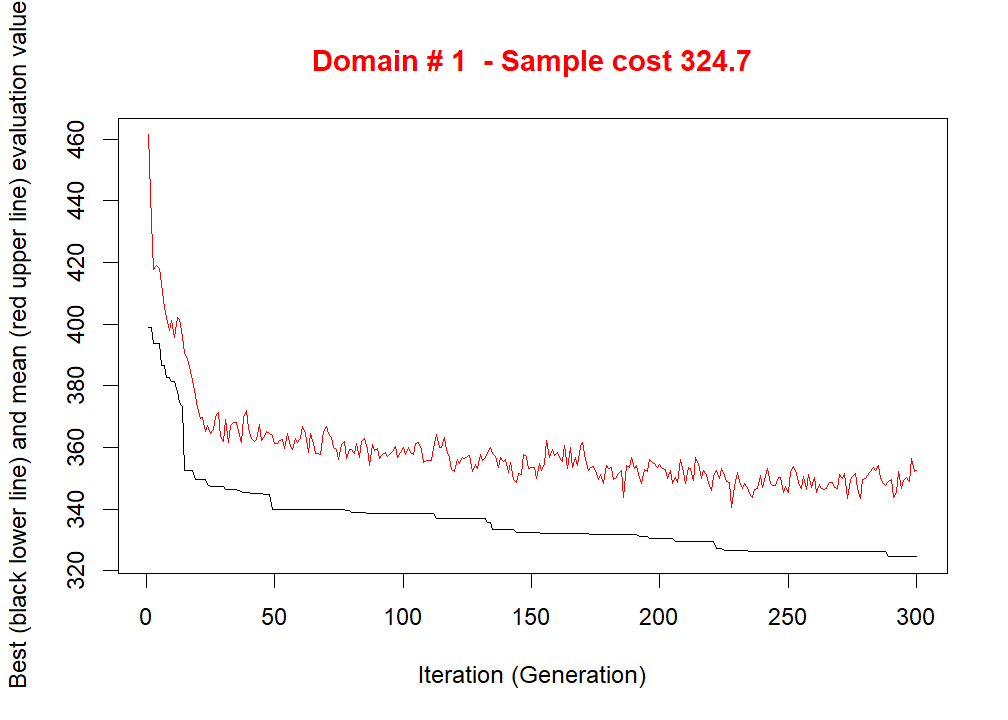 Domain # 1  - Sample cost 324.7
Best (black lower line) and mean (red upper line) evaluation value
460
440
420
400
380
360
340
320
0 50 100 150 200 250 300
Iteration (Generation)